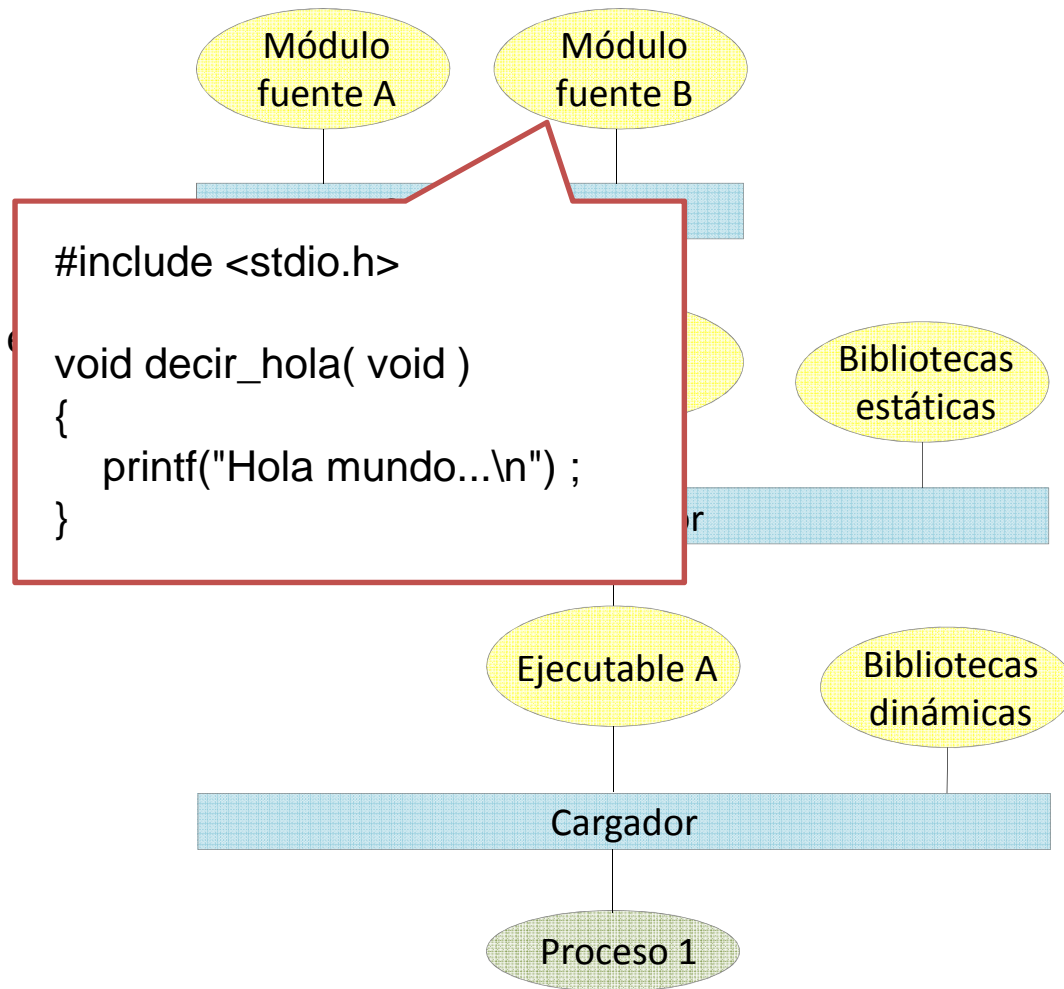 Módulo
fuente A
Módulo
fuente B
#include <stdio.h>
void decir_hola( void )
{
printf("Hola mundo...\n") ;
}
Bibliotecas
estáticas
Ejecutable A
Bibliotecas
dinámicas
Cargador
Proceso 1